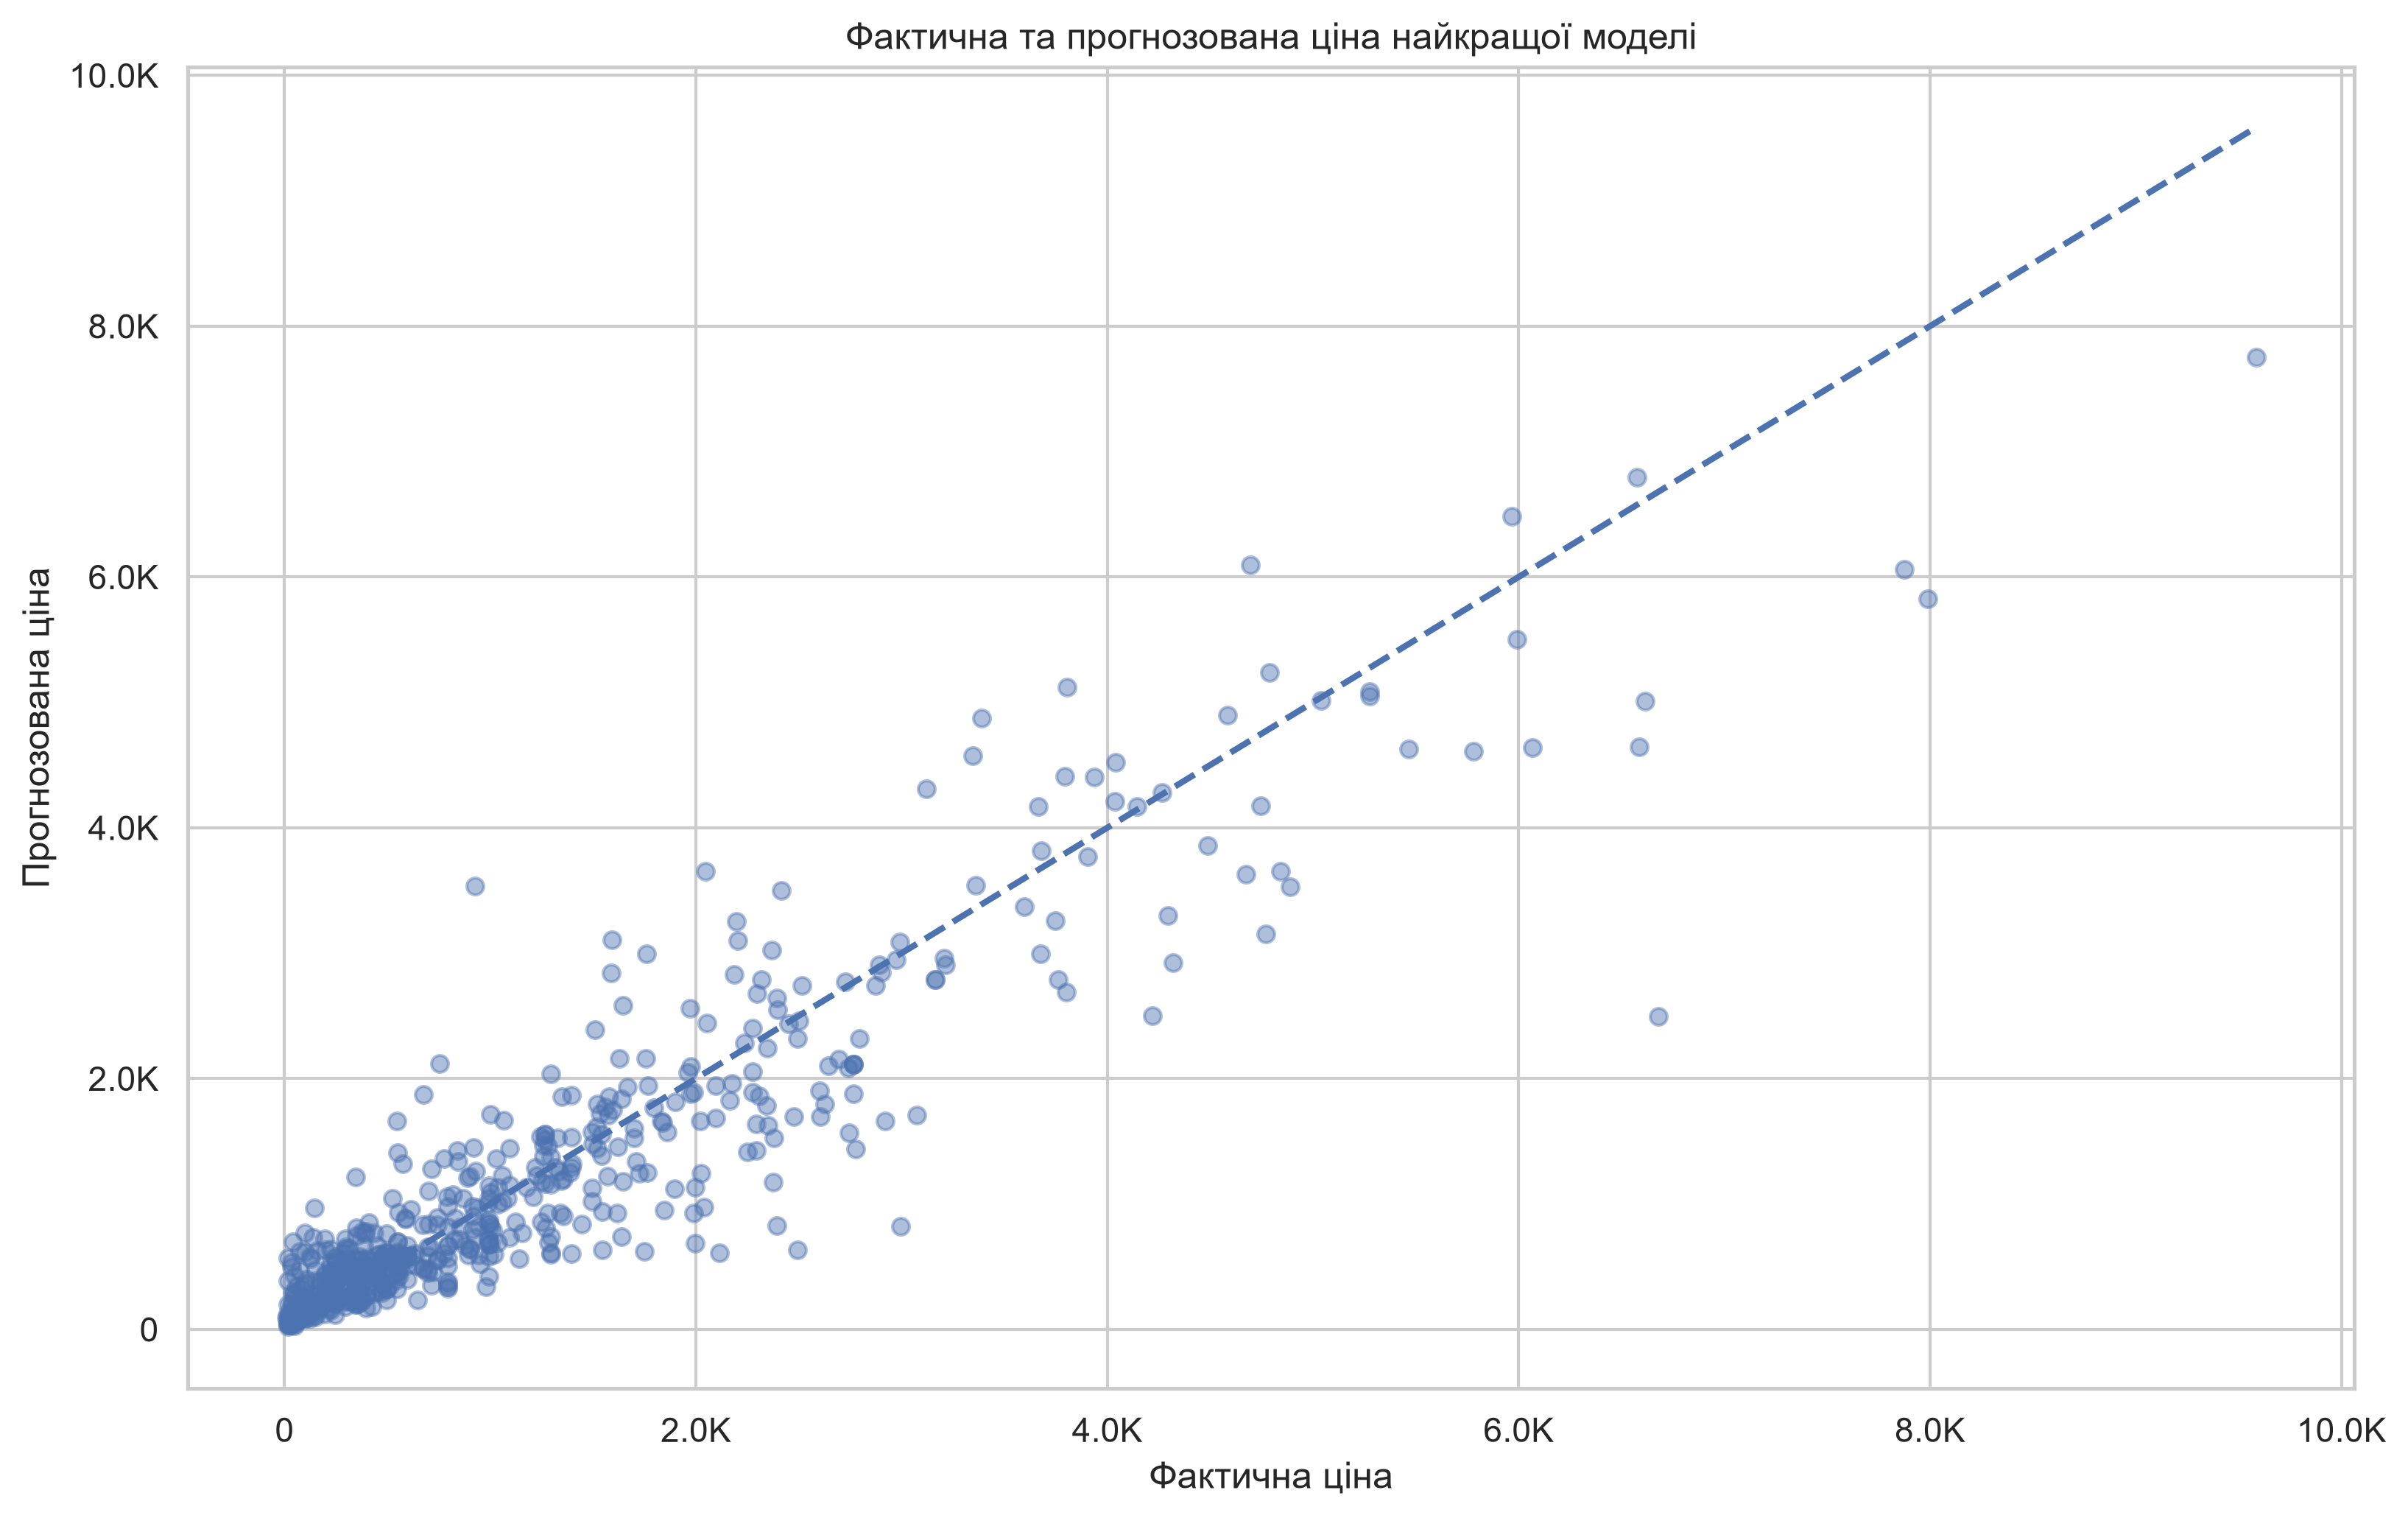 Фактична та прогнозована ціна найкращої моделі
10.0K
8.0K
6.0K
4.0K
2.0K
0
Прогнозована ціна
0
2.0K
4.0K
6.0K
8.0K
10.0K
Фактична ціна